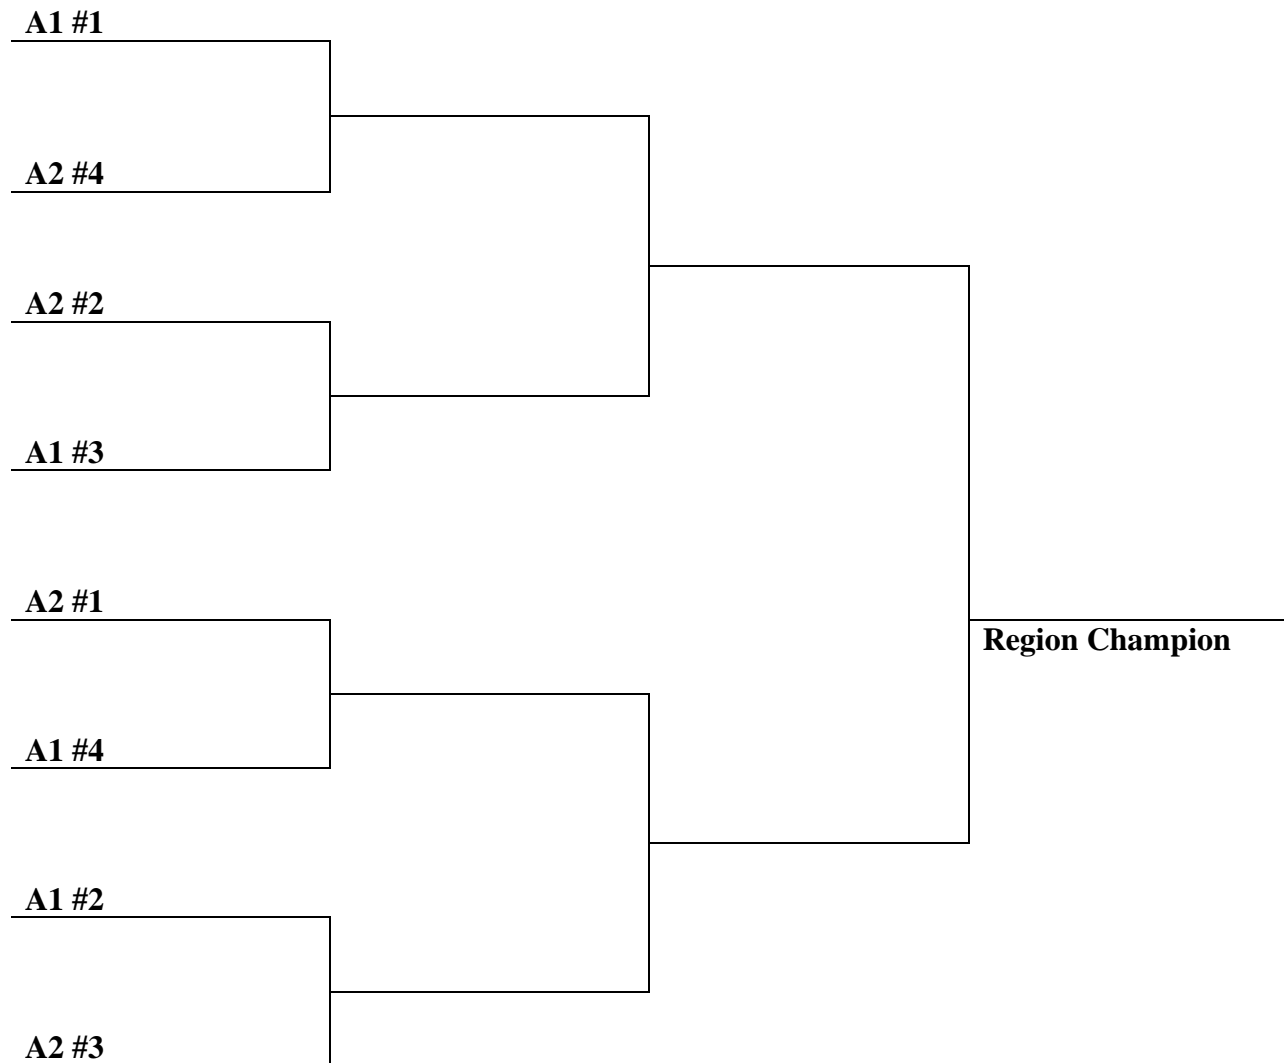 A1 #1
A2 #4
A2 #2
A1 #3
A2 #1
Region Champion
A1 #4
A1 #2
A2 #3